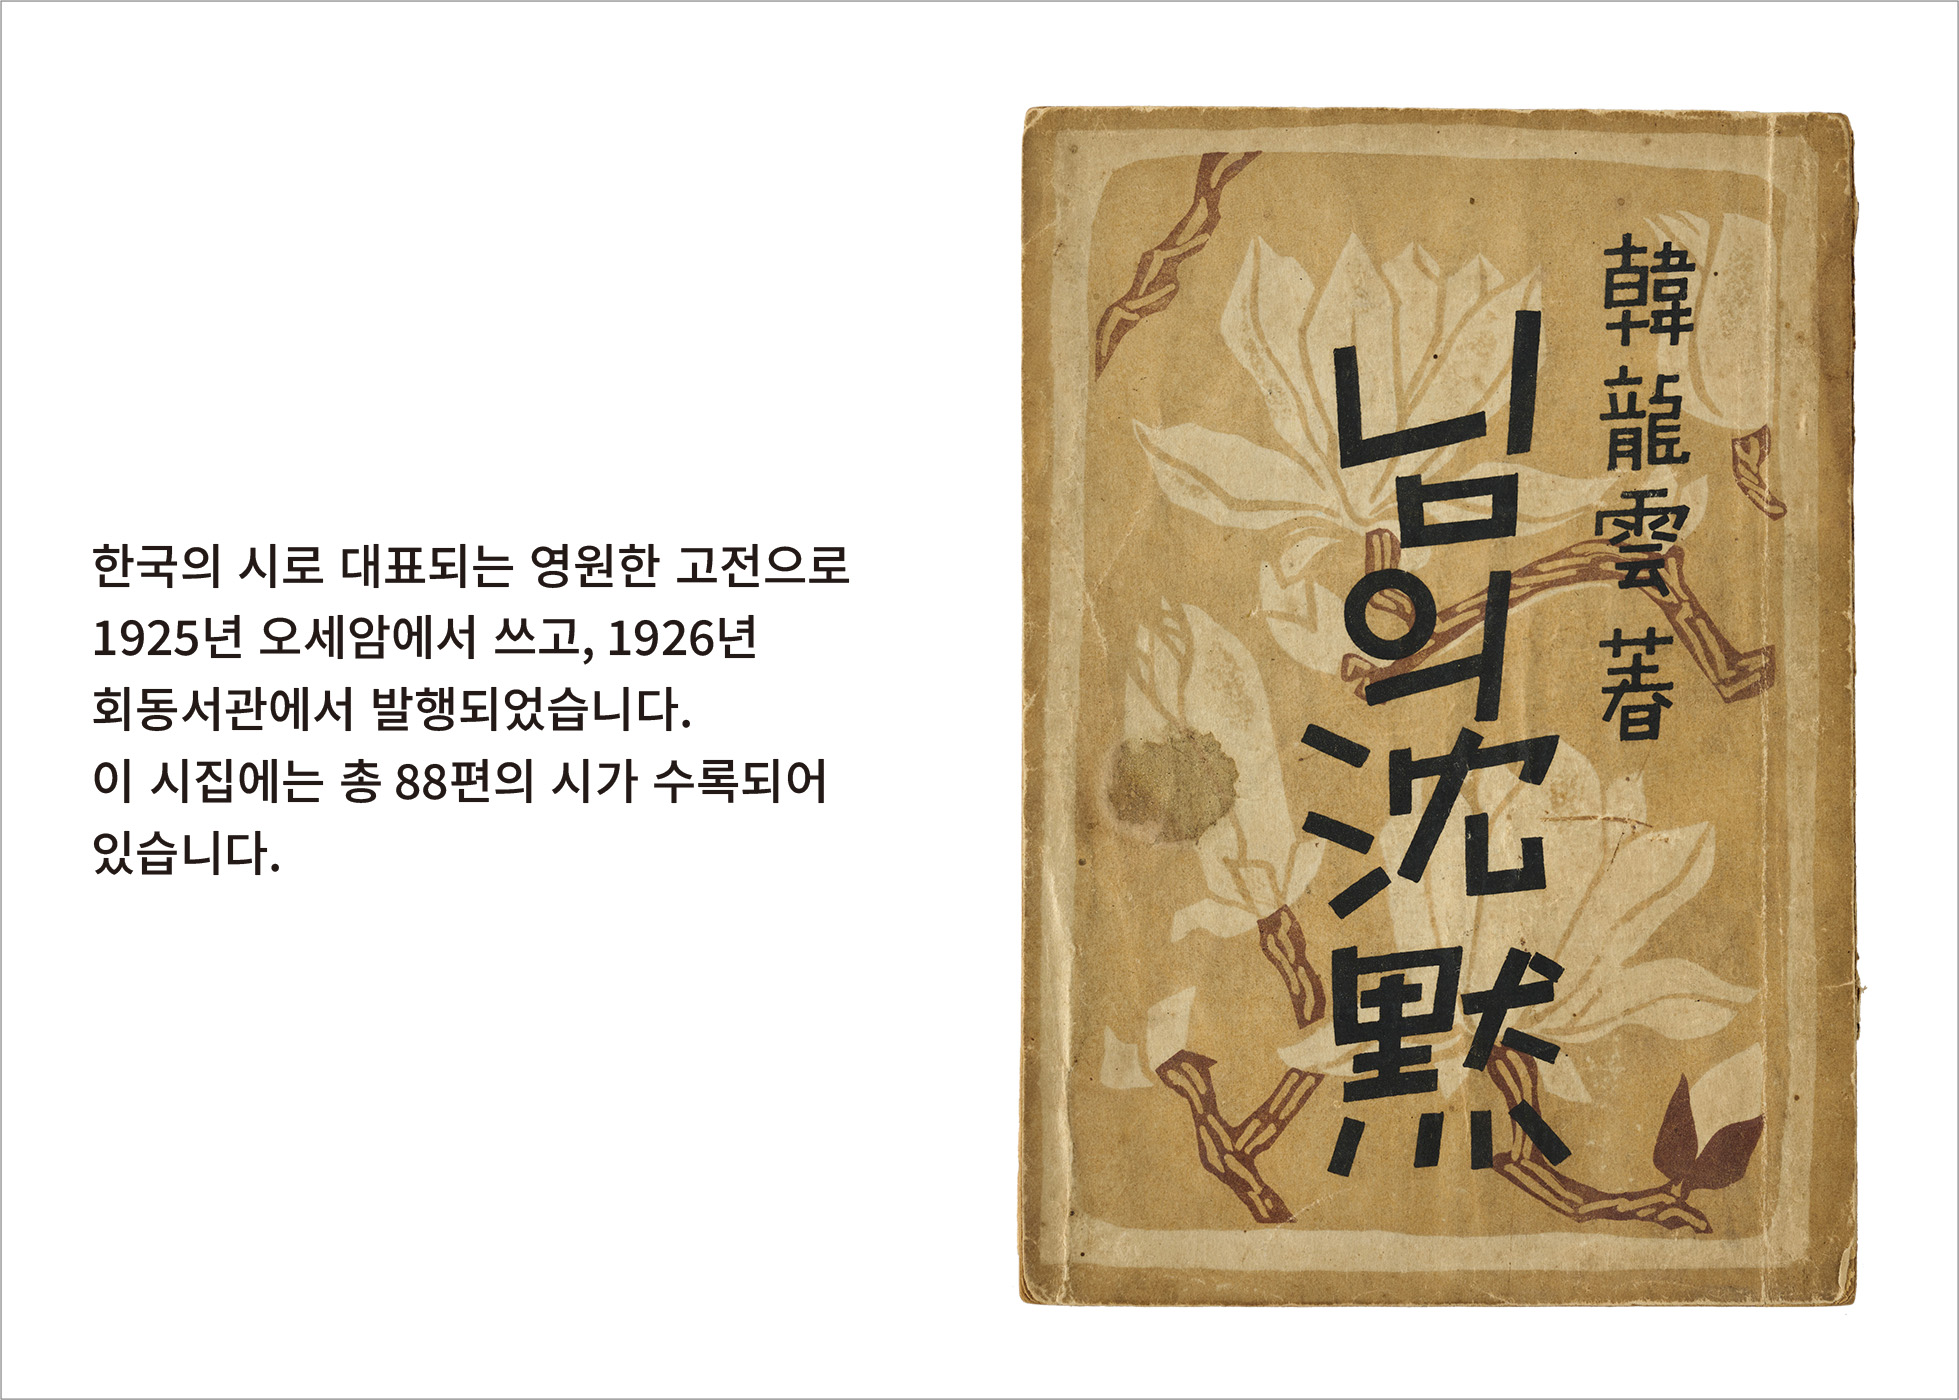 한국의 시로 대표되는 영원한 고전으로
1925년 오세암에서 쓰고, 1926년
회동서관에서 발행되었습니다.
이 시집에는 총 88편의 시가 수록되어
있습니다.
韓龍雲 著
님의沈默